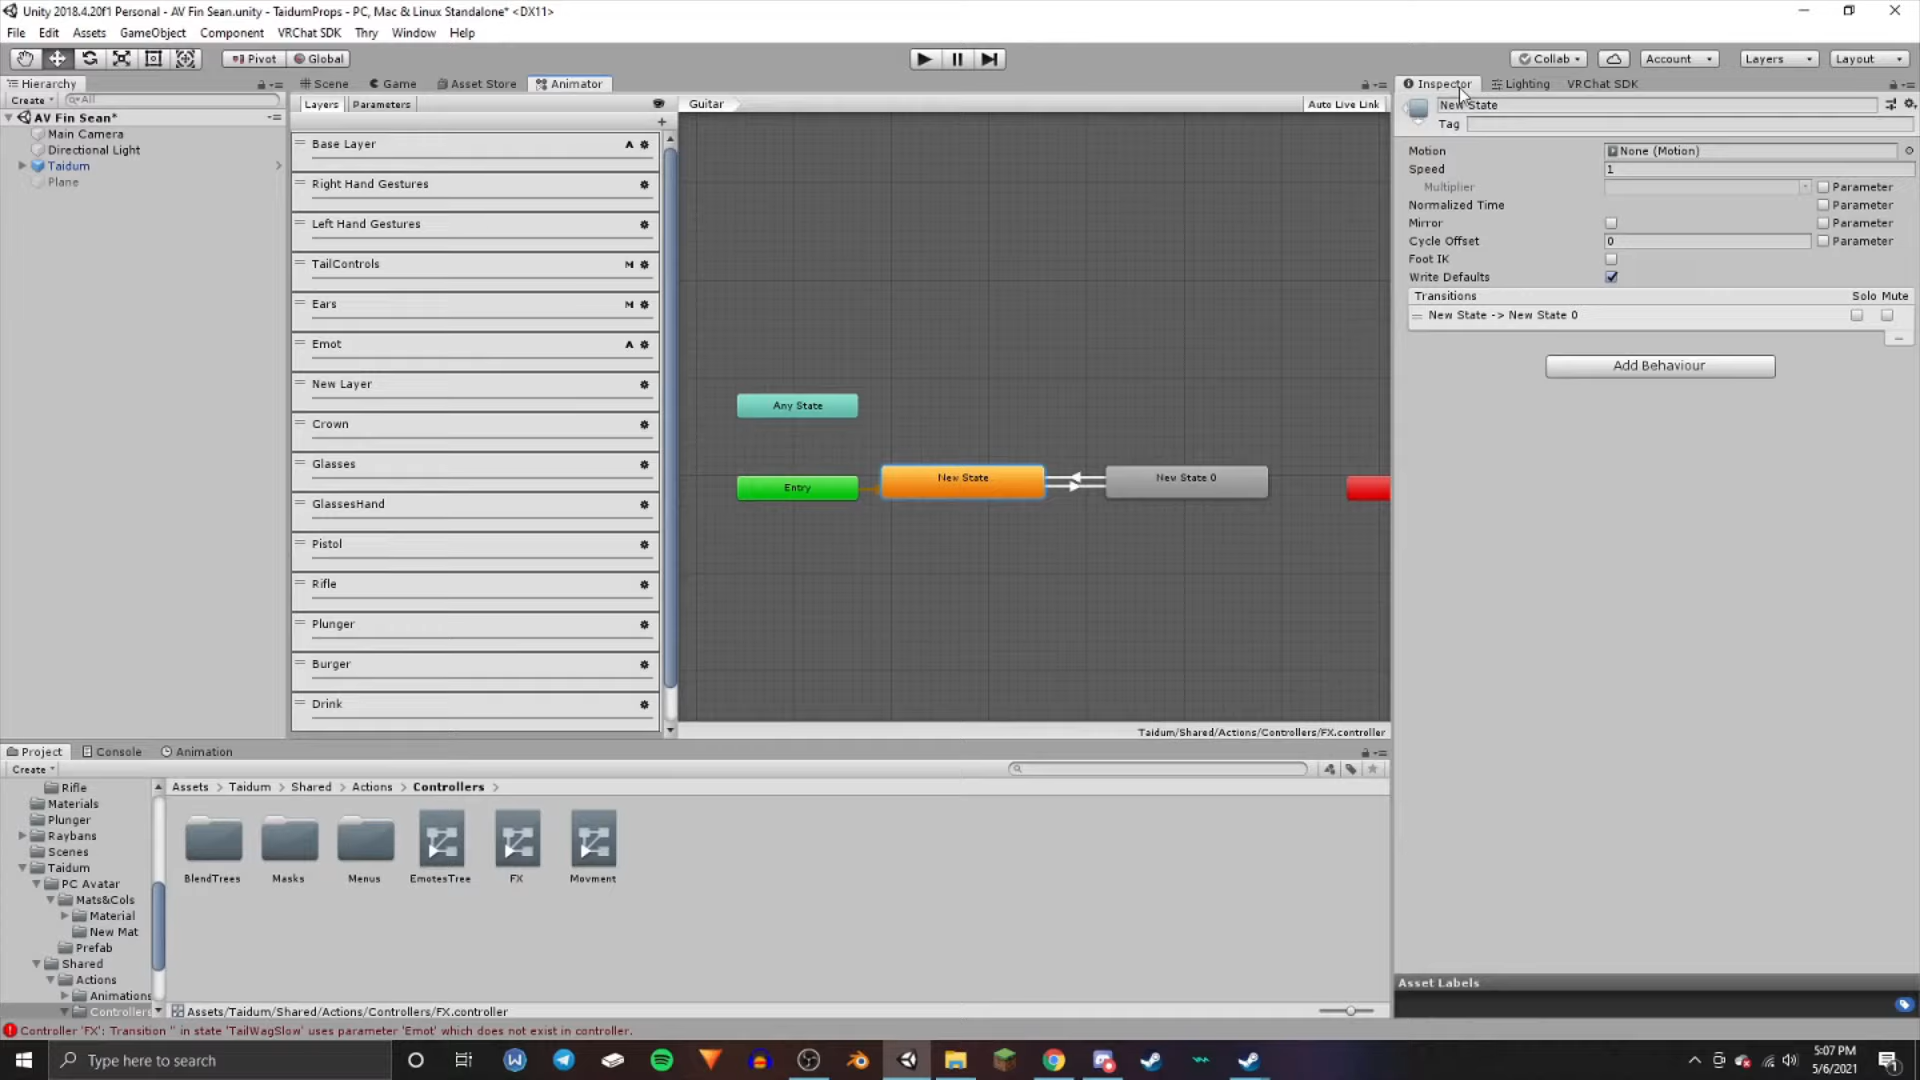 Unity 2018.4.20f1 Personal - AV Fin Sean.unity - TaidumProps - PC, Mac & Linux Standalone* <DX11>
File Edit Assets GameObject Component VRChat SDK Thry Window Help
Pivot Global Collab Account Layers Layout
Hierarchy Scene Game Asset Store Animator Inspector Lighting VRChat SDK
Create All Layers Parameters Guitar Auto Live Link New State
AV Fin Sean*
Tag
Main Camera
Base Layer A
Directional Light
Motion None (Motion)
Taidum
Speed 1
Plane
Right Hand Gestures
Multiplier Parameter
Normalized Time Parameter
Left Hand Gestures
Mirror Parameter
Cycle Offset 0 Parameter
TailControls M
Foot IK
Write Defaults
Transitions Solo Mute
Ears M
New State -> New State 0
Emot A
Add Behaviour
New Layer
Any State
Crown
Glasses
New State
New State 0
Entry
GlassesHand
Pistol
Rifle
Plunger
Burger
Drink
Taidum/Shared/Actions/Controllers/FX.controller
Project Console Animation
Create
Rifle
Assets > Taidum > Shared > Actions > Controllers >
Materials
Plunger
Raybans
Scenes
Taidum
PC Avatar
BlendTrees Masks Menus EmotesTree FX Movment
Mats&Cols
Material
New Mat
Prefab
Shared
Actions
Asset Labels
Animations
Controllers
Assets/Taidum/Shared/Actions/Controllers/FX.controller
Controller 'FX': Transition '' in state 'TailWagSlow' uses parameter 'Emot' which does not exist in controller.
Type here to search
5:07 PM
5/6/2021
1